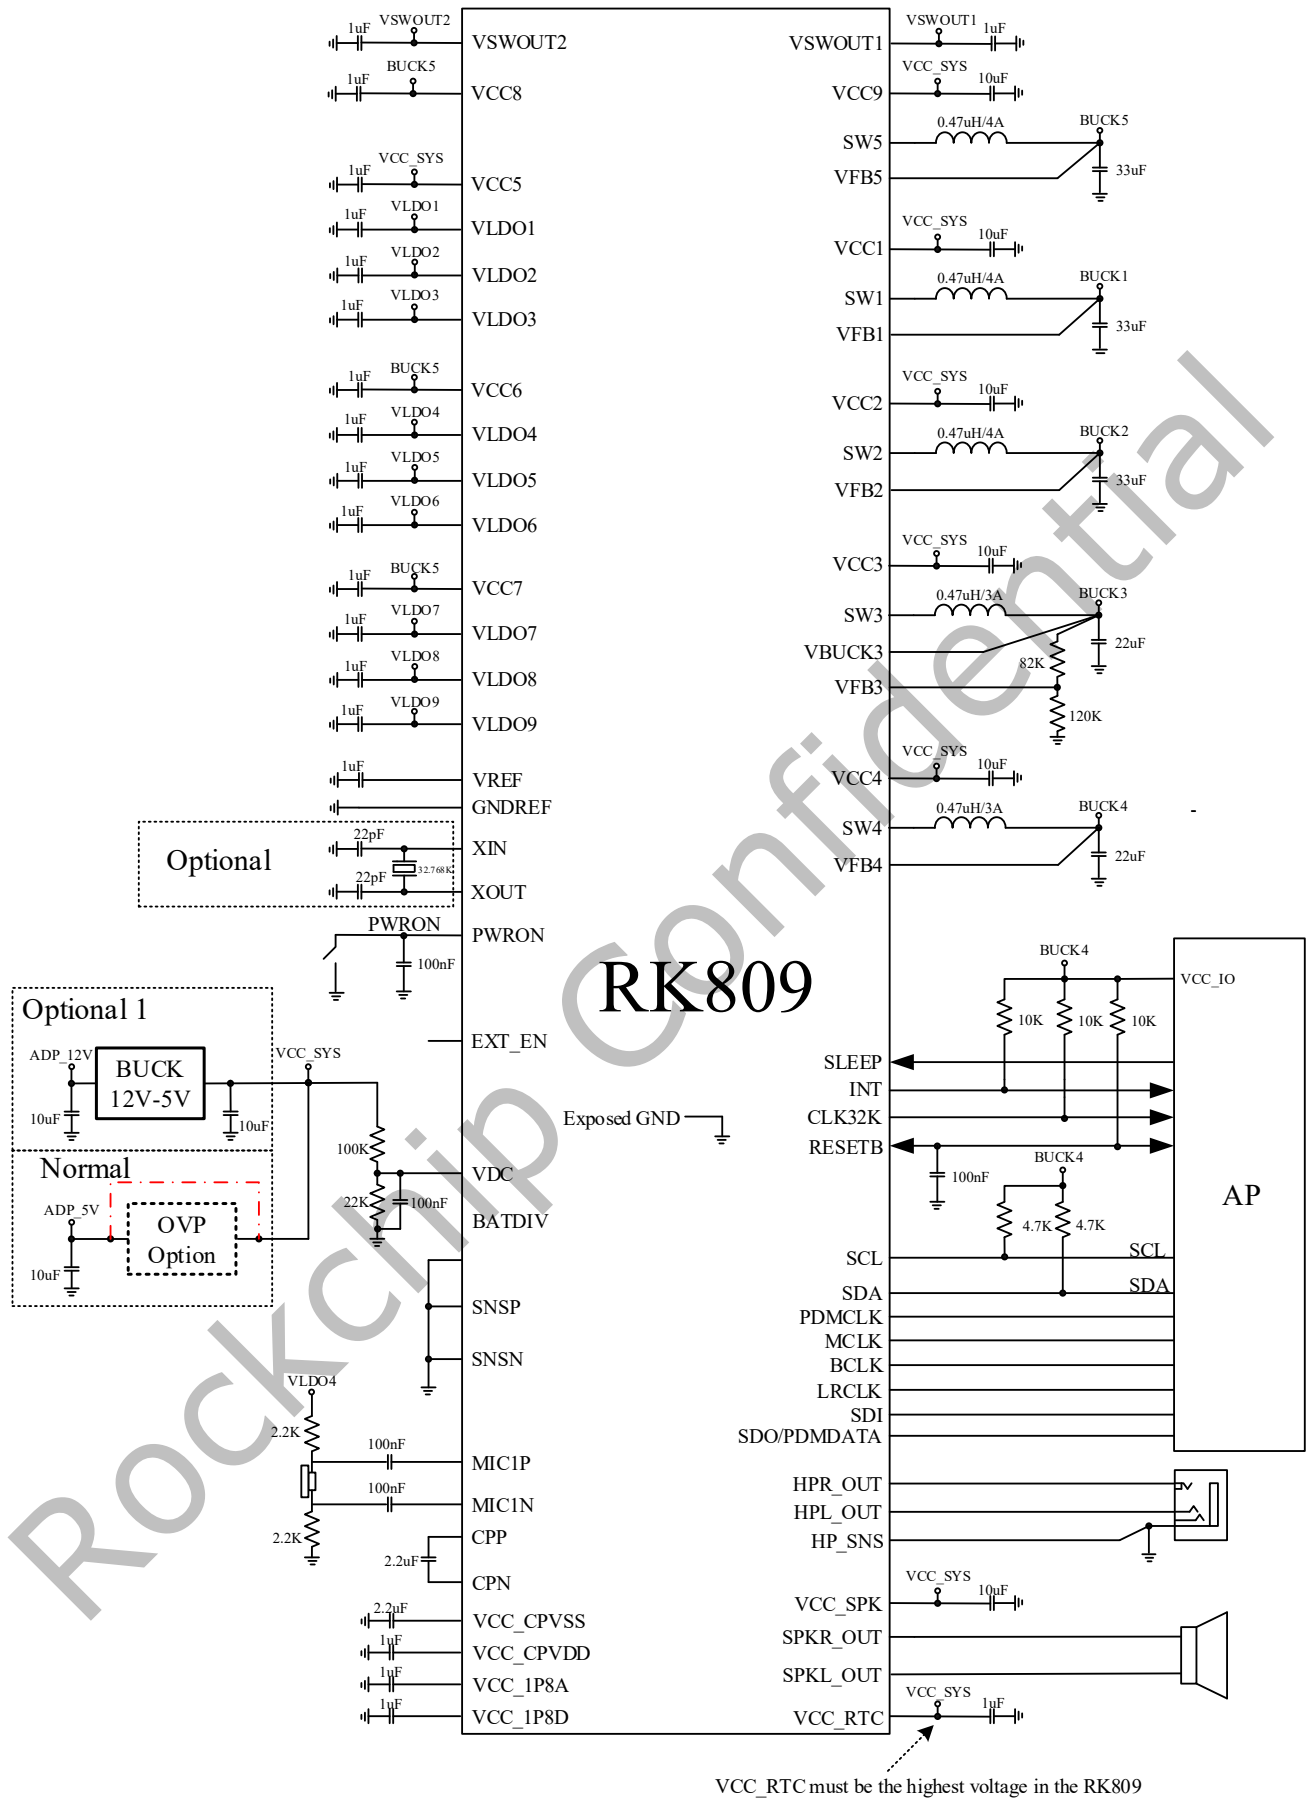 VSWOUT2
1uF
VSWOUT2
BUCK5
1uF
VCC8
VCC_SYS
1uF
VCC5
VLDO1
1uF
VLDO1
VLDO2
1uF
VLDO2
VLDO3
1uF
VLDO3
BUCK5
1uF
VCC6
VLDO4
1uF
VLDO4
VLDO5
1uF
VLDO5
VLDO6
1uF
VLDO6
BUCK5
1uF
VCC7
VLDO7
1uF
VLDO7
VLDO8
1uF
VLDO8
VLDO9
1uF
VLDO9
1uF
VREF
GNDREF
Optional
22pF
XIN
32.768K
22pF
XOUT
PWRON
PWRON
100nF
EXT_EN
Optional 1
ADP_12V
BUCK
12V-5V
VCC_SYS
10uF
10uF
100K
Normal
VDC
22K
100nF
ADP_5V
OVP
Option
10uF
BATDIV
SNSP
SNSN
VLDO4
2.2K
100nF
MIC1P
100nF
MIC1N
2.2K
CPP
2.2uF
CPN
2.2uF
VCC_CPVSS
1uF
VCC_CPVDD
1uF
VCC_1P8A
1uF
VCC_1P8D
RK809
Exposed GND
VSWOUT1
VSWOUT1
1uF
VCC_SYS
VCC9
10uF
SW5
0.47uH/4A
BUCK5
VFB5
33uF
VCC_SYS
VCC1
10uF
SW1
0.47uH/4A
BUCK1
VFB1
33uF
VCC_SYS
VCC2
10uF
SW2
0.47uH/4A
BUCK2
VFB2
33uF
VCC_SYS
VCC3
10uF
SW3
0.47uH/3A
BUCK3
22uF
VBUCK3
82K
VFB3
120K
VCC_SYS
VCC4
10uF
SW4
0.47uH/3A
BUCK4
VFB4
22uF
-
BUCK4
VCC_IO
10K
10K
10K
SLEEP
INT
CLK32K
RESETB
100nF
BUCK4
4.7K
4.7K
AP
SCL
SCL
SDA
SDA
PDMCLK
MCLK
BCLK
LRCLK
SDI
SDO/PDMDATA
HPR_OUT
HPL_OUT
HP_SNS
VCC_SYS
VCC_SPK
10uF
SPKR_OUT
SPKL_OUT
VCC_SYS
VCC_RTC
1uF
VCC_RTC must be the highest voltage in the RK809
Rockchip Confidential